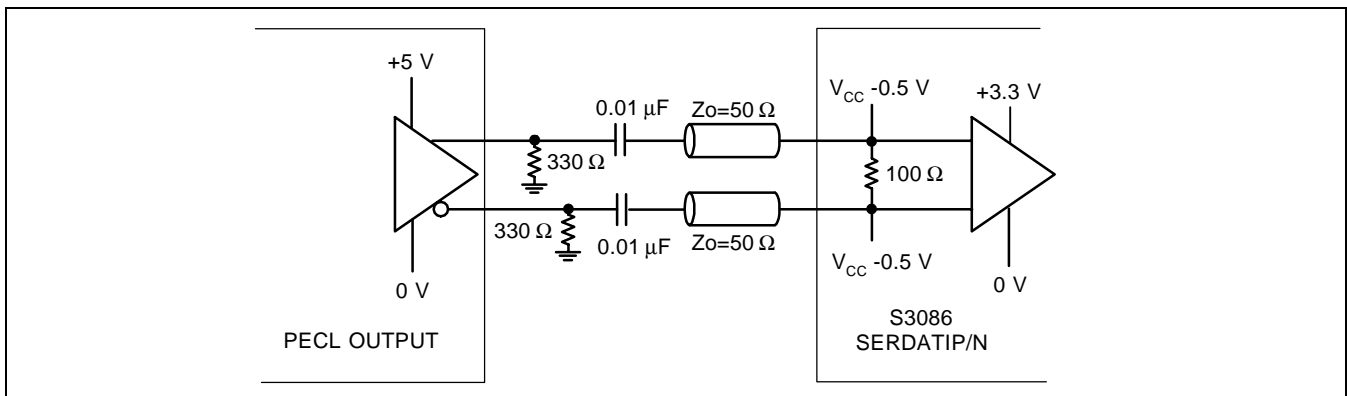 +5 V
0.01 μF
Zo=50 Ω
V_CC -0.5 V
+3.3 V
330 Ω
100 Ω
330 Ω
0.01 μF
Zo=50 Ω
V_CC -0.5 V
0 V
0 V
PECL OUTPUT
S3086
SERDATIP/N